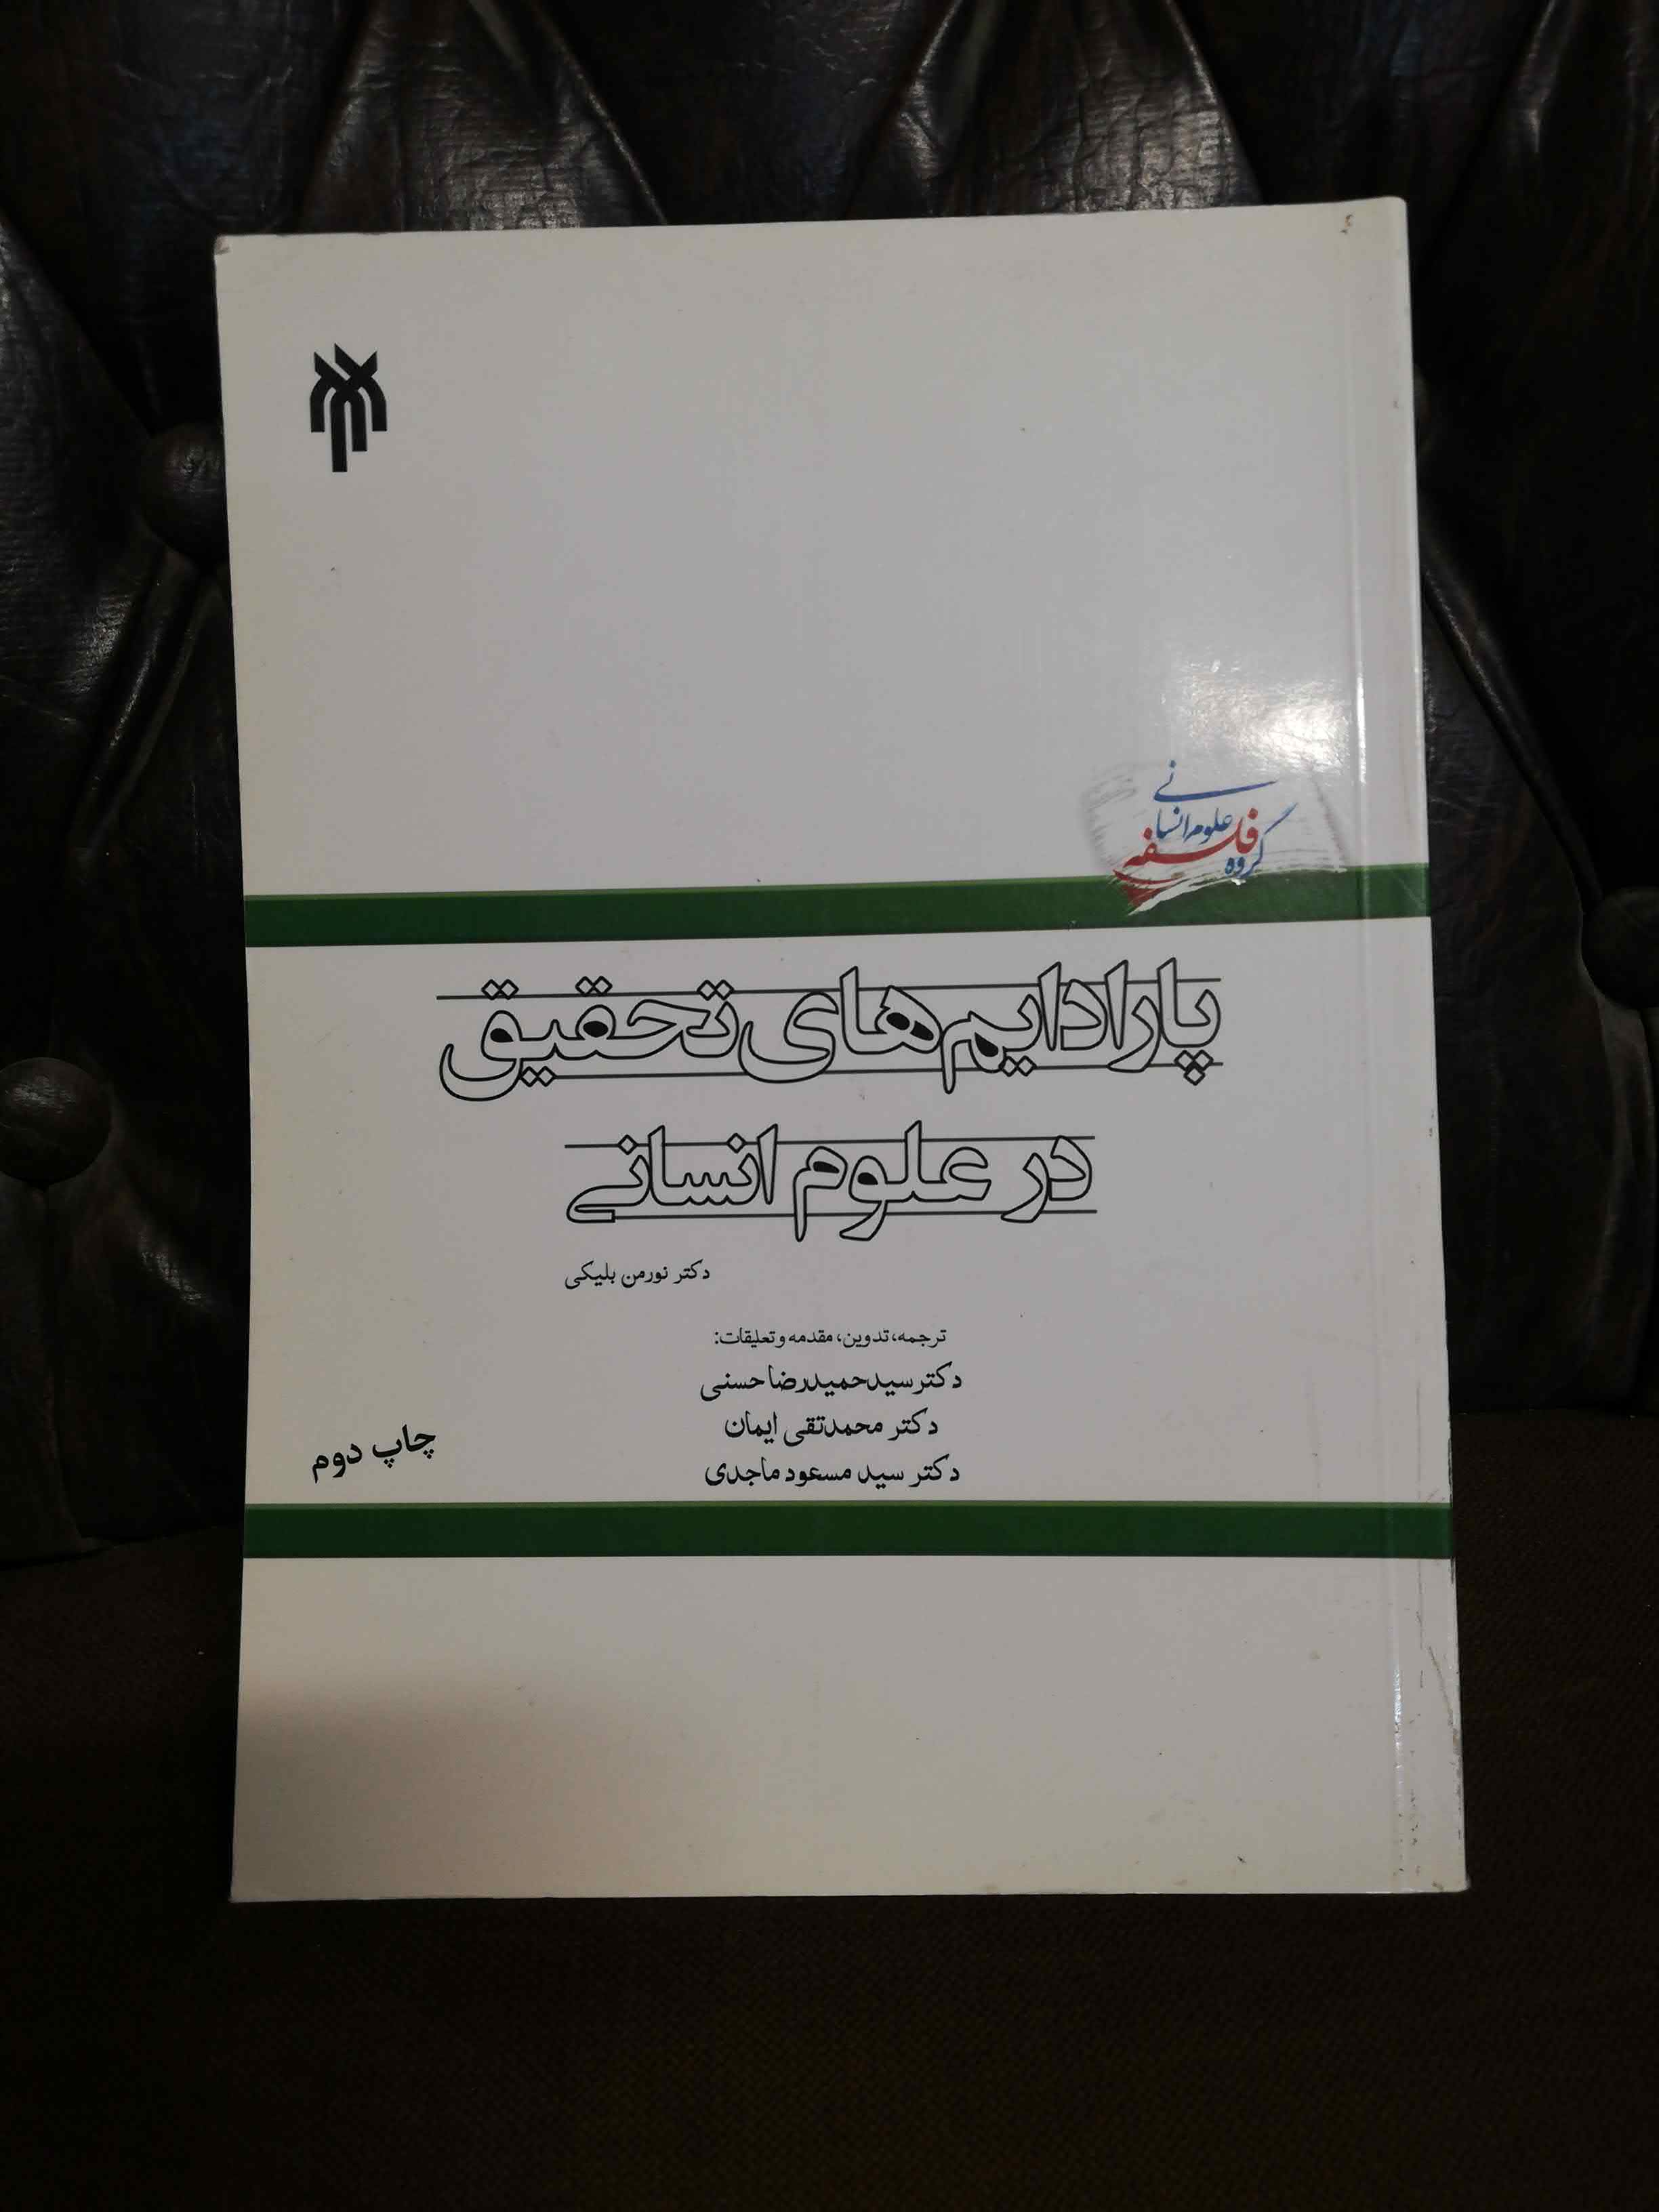 گروه فلسفه علوم انسانی
پارادایم‌های تحقیق
در علوم انسانی
دکتر نورمن بلیکی
ترجمه، تدوین، مقدمه و تعلیقات:
دکتر سید حمیدرضا حسنی
دکتر محمدتقی ایمان
دکتر سید مسعود ماجدی
چاپ دوم